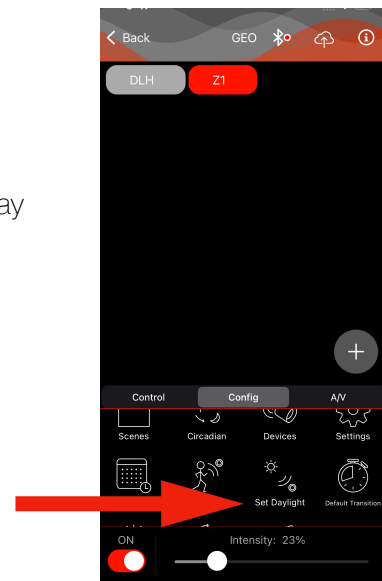 Back GEO
DLH Z1
ay
Control Config A/V
Scenes Circadian Devices Settings
Set Daylight Default Transition
ON Intensity: 23%